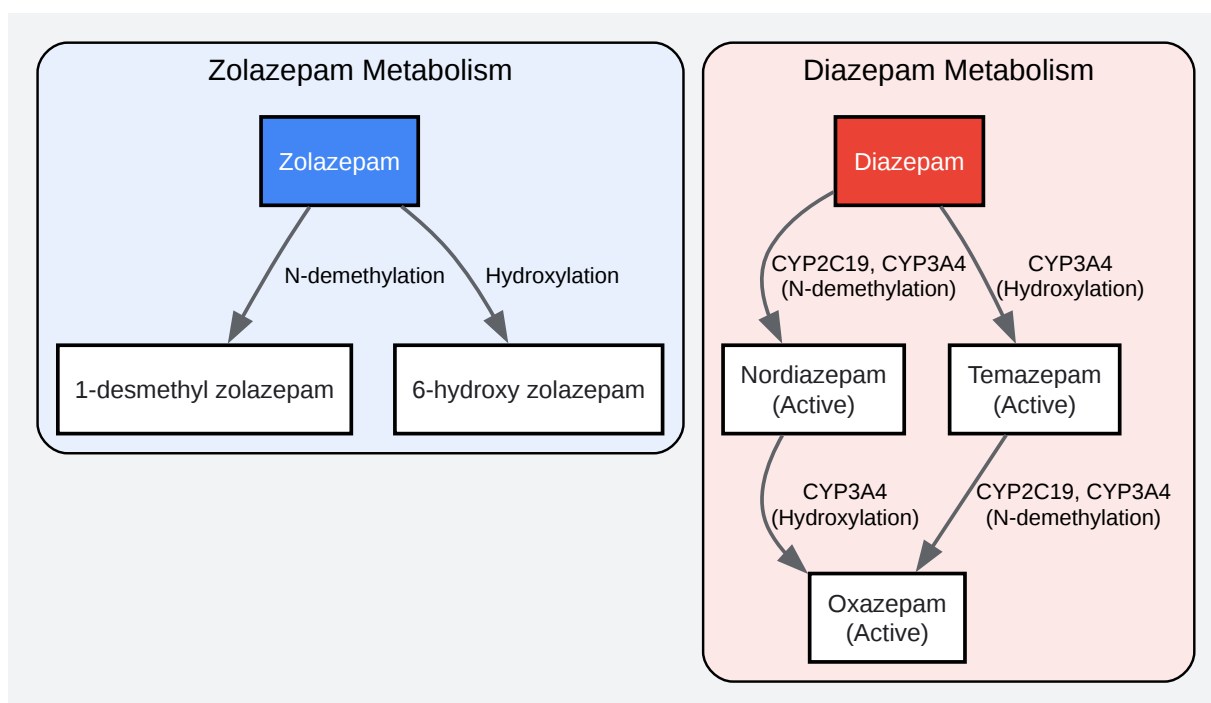 Zolazepam Metabolism
Zolazepam
N-demethylation
Hydroxylation
1-desmethyl zolazepam
6-hydroxy zolazepam
Diazepam Metabolism
Diazepam
CYP2C19, CYP3A4
(N-demethylation)
CYP3A4
(Hydroxylation)
Nordiazepam
(Active)
Temazepam
(Active)
CYP3A4
(Hydroxylation)
CYP2C19, CYP3A4
(N-demethylation)
Oxazepam
(Active)